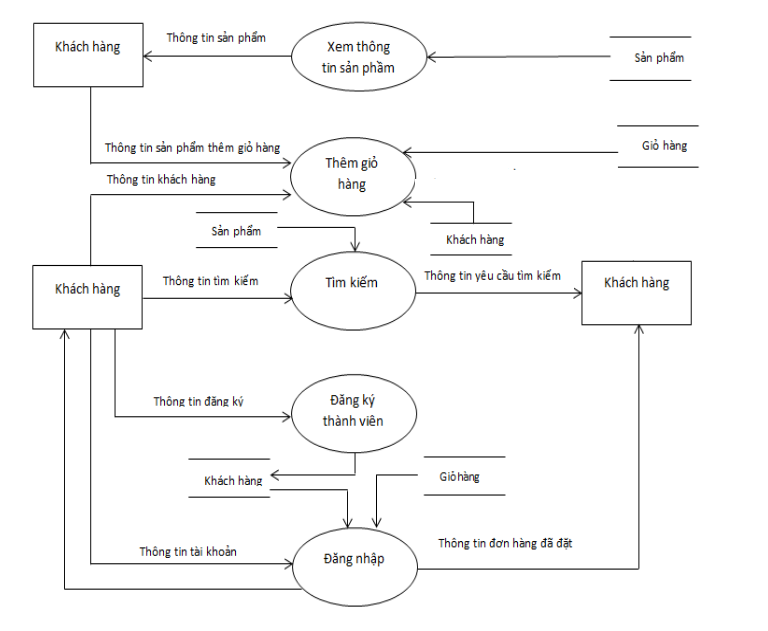 Khách hàng
Thông tin sản phẩm
Xem thông
tin sản phầm
Sản phẩm
Thông tin sản phẩm thêm giỏ hàng
Thêm giỏ
hàng
Giỏ hàng
Thông tin khách hàng
Sản phẩm
Khách hàng
Khách hàng
Thông tin tìm kiếm
Tìm kiếm
Thông tin yêu cầu tìm kiếm
Khách hàng
Thông tin đăng ký
Đăng ký
thành viên
Khách hàng
Giỏ hàng
Thông tin tài khoản
Đăng nhập
Thông tin đơn hàng đã đặt